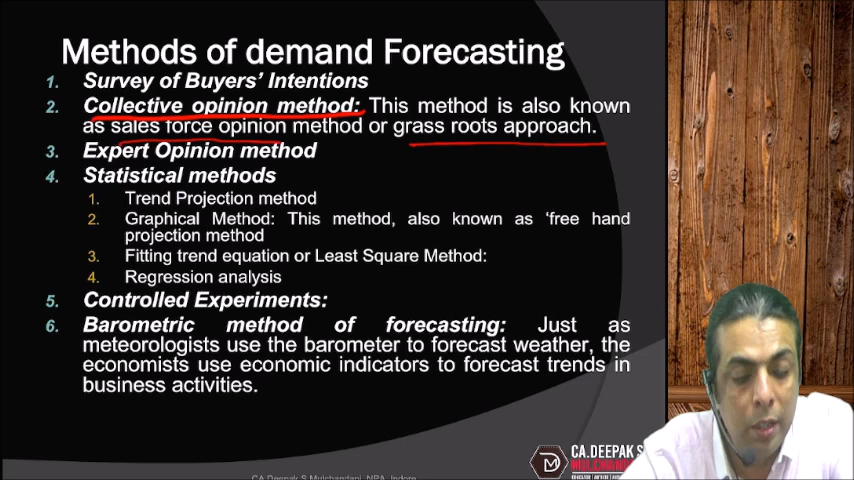 Methods of demand Forecasting
1. Survey of Buyers' Intentions
2. Collective opinion method: This method is also known
as sales force opinion method or grass roots approach.
3. Expert Opinion method
4. Statistical methods
1. Trend Projection method
2. Graphical Method: This method, also known as 'free hand
projection method
3. Fitting trend equation or Least Square Method:
4. Regression analysis
5. Controlled Experiments:
6. Barometric method of forecasting: Just as
meteorologists use the barometer to forecast weather, the
economists use economic indicators to forecast trends in
business activities.
CA.DEEPAK S
CA Deepak S Mulchandani, NPA, Indore